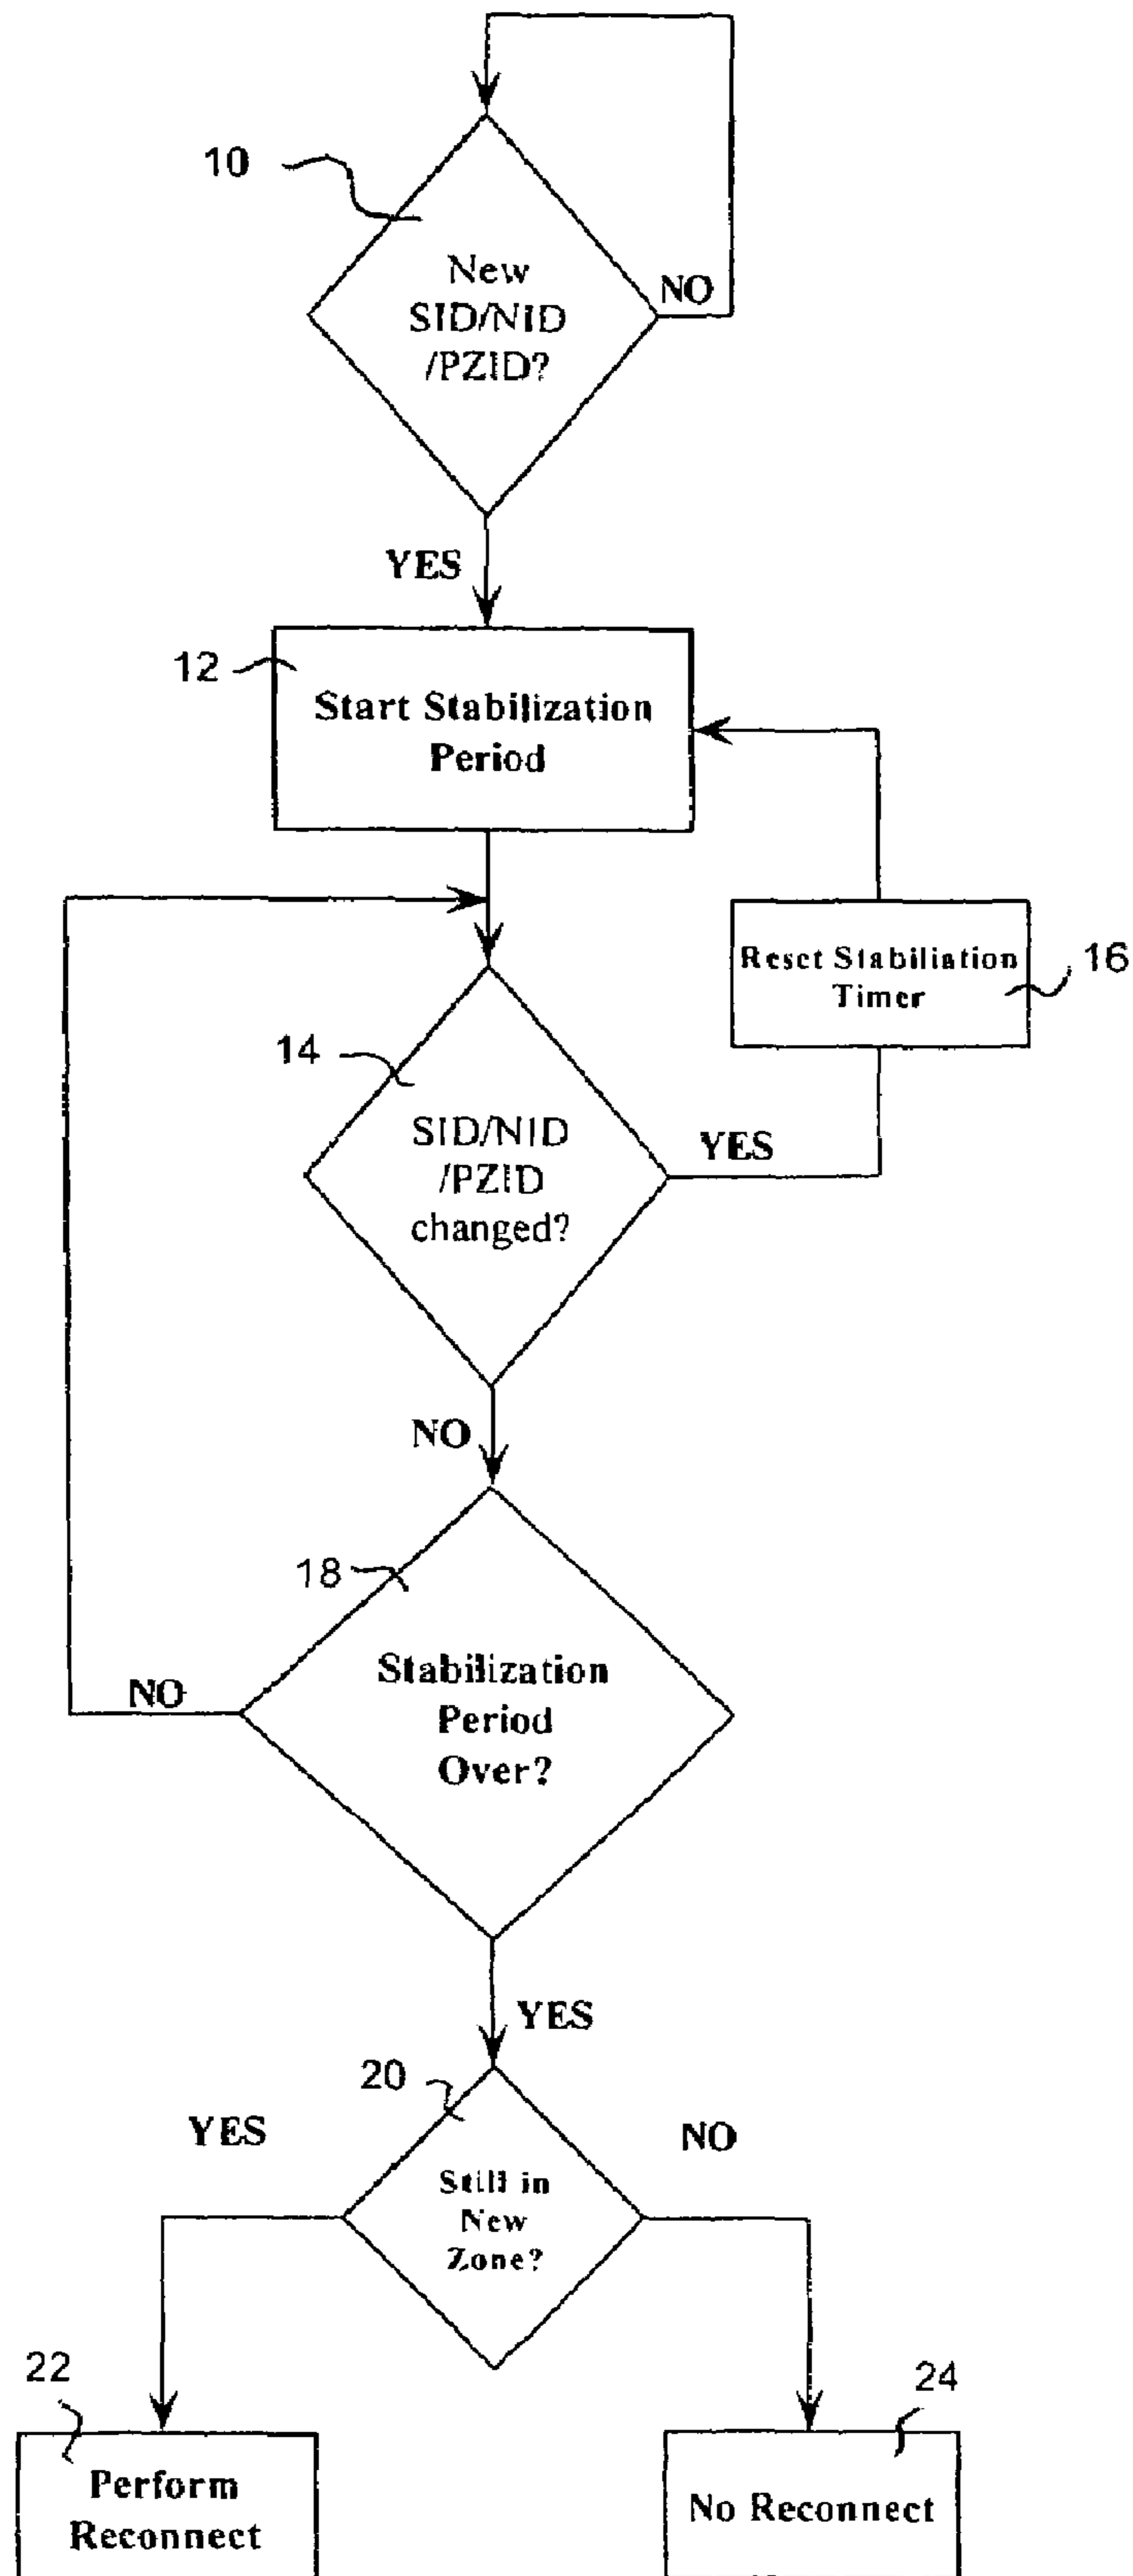 10
New
SID/NID
/PZID?
NO
YES
12
Start Stabilization
Period
Reset Stabiliation
Timer
16
14
SID/NID
/PZID
changed?
YES
NO
18
Stabilization
Period
Over?
NO
YES
20
YES
NO
Still in
New
Zone?
22
24
Perform
Reconnect
No Reconnect